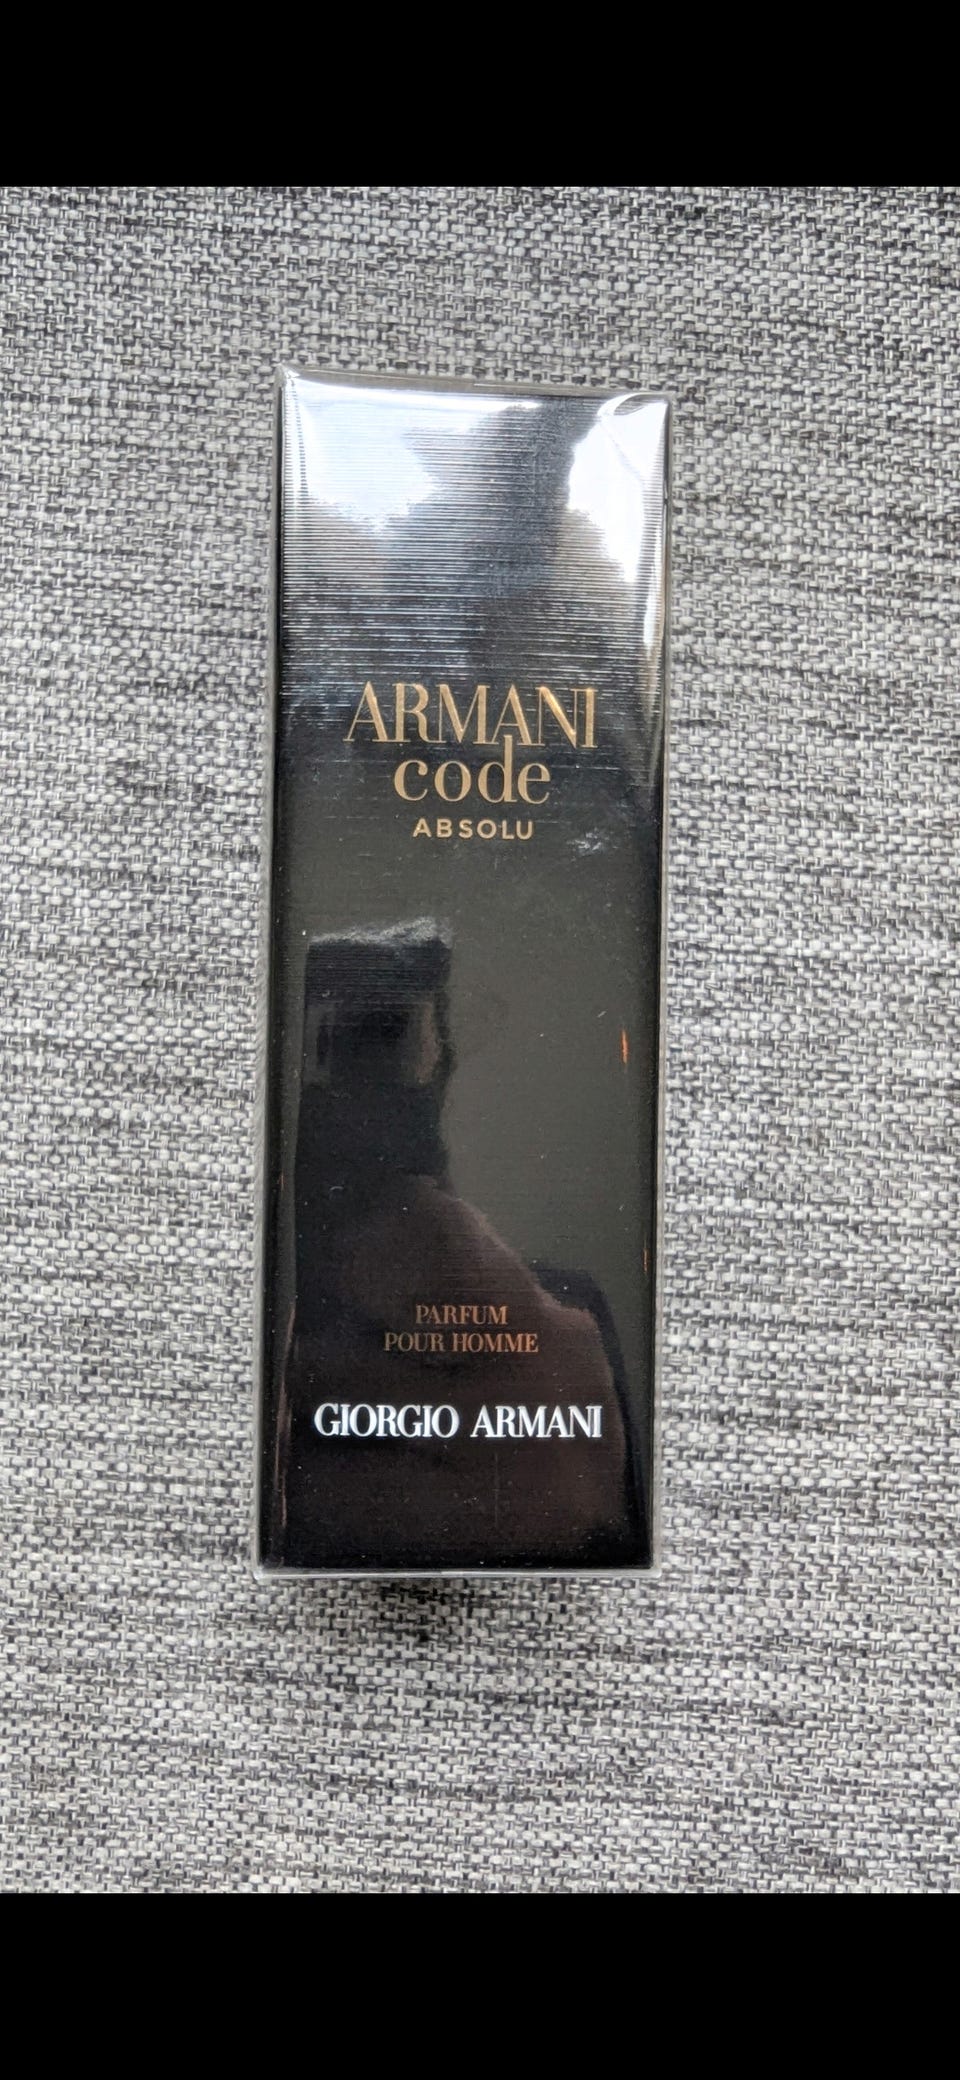 ARMANI
code
ABSOLU
PARFUM
POUR HOMME
GIORGIO ARMANI